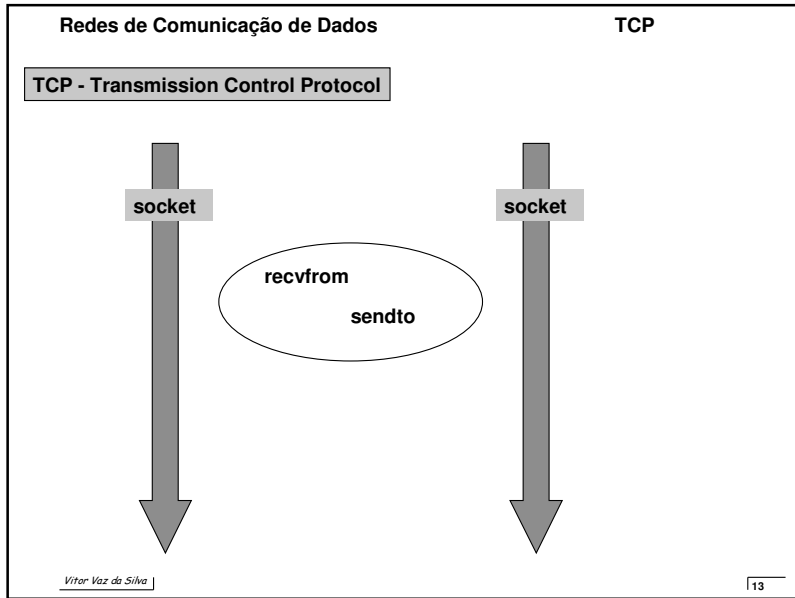 Redes de Comunicação de Dados TCP
TCP - Transmission Control Protocol
socket socket
recvfrom
sendto
Vitor Vaz da Silva 13